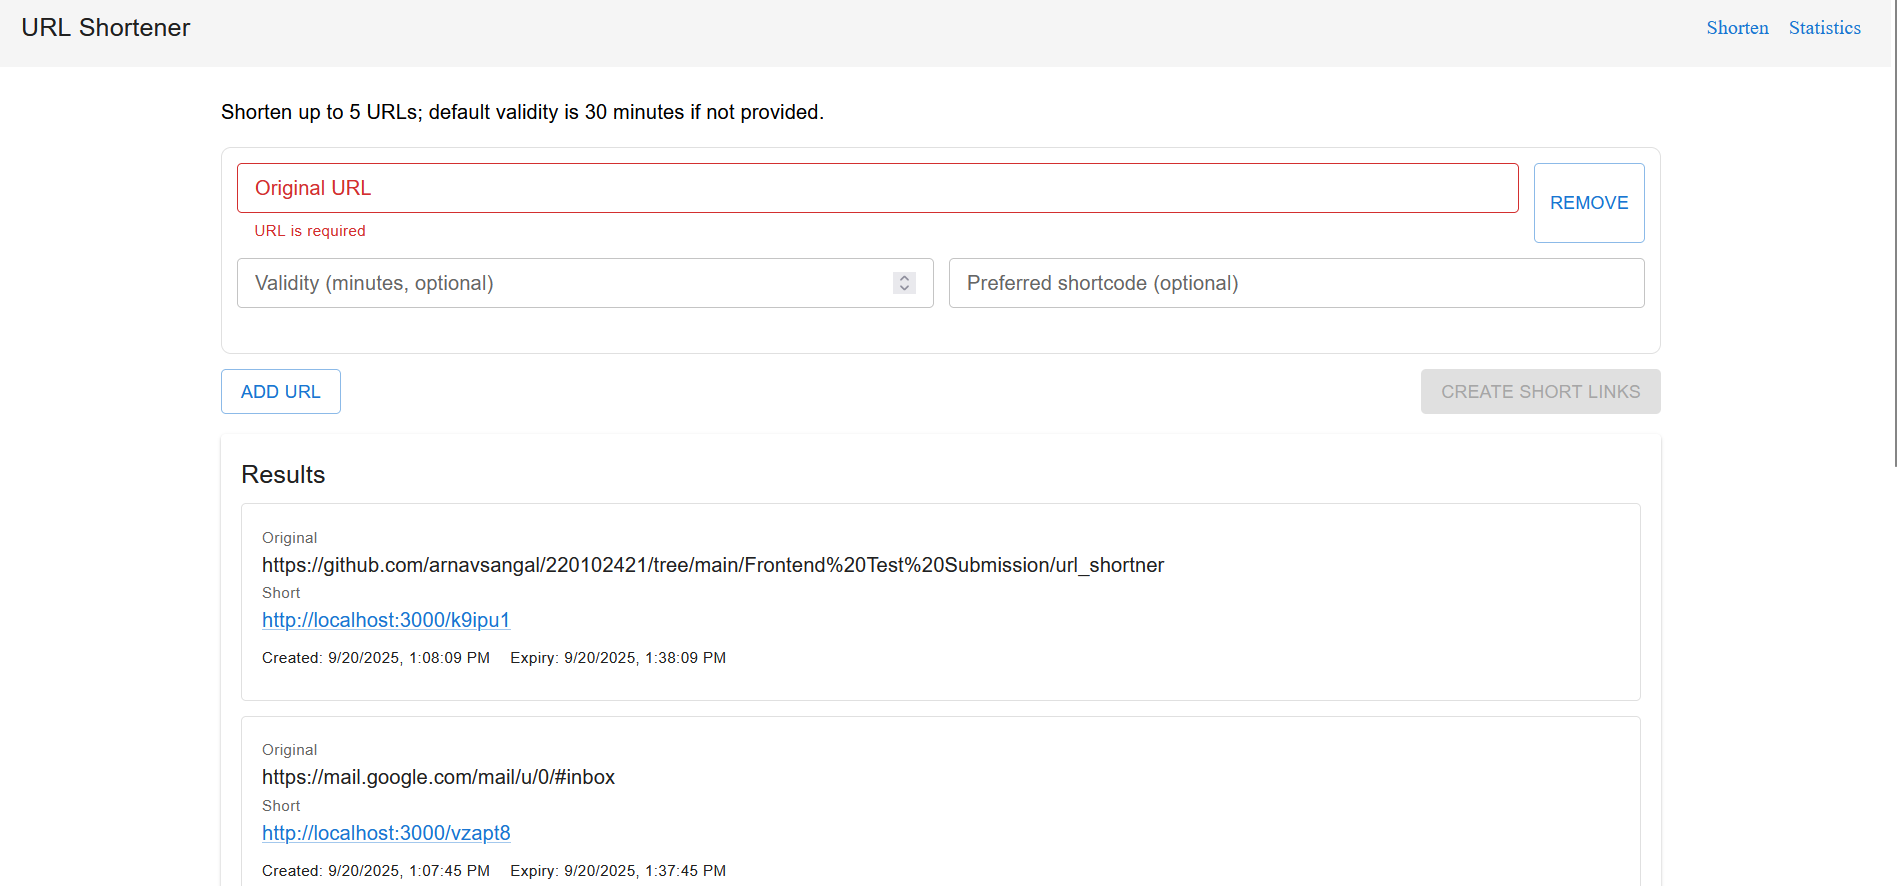 URL Shortener
Shorten Statistics
Shorten up to 5 URLs; default validity is 30 minutes if not provided.
Original URL
REMOVE
URL is required
Validity (minutes, optional)
Preferred shortcode (optional)
ADD URL
CREATE SHORT LINKS
Results
Original
https://github.com/arnavsangal/220102421/tree/main/Frontend%20Test%20Submission/url_shortner
Short
http://localhost:3000/k9ipu1
Created: 9/20/2025, 1:08:09 PM Expiry: 9/20/2025, 1:38:09 PM
Original
https://mail.google.com/mail/u/0/#inbox
Short
http://localhost:3000/vzapt8
Created: 9/20/2025, 1:07:45 PM Expiry: 9/20/2025, 1:37:45 PM